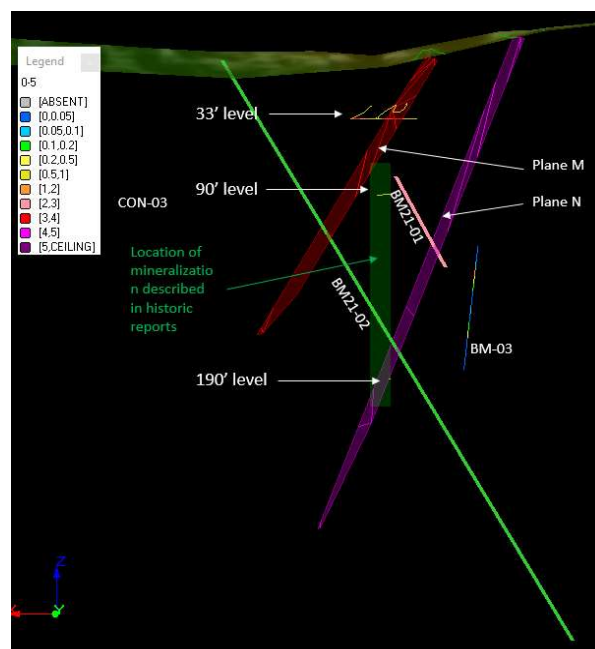 Legend
0-5
[ABSENT]
[0,0.05]
[0.05,0.1]
[0.1,0.2]
[0.2,0.5]
[0.5,1]
[1,2]
[2,3]
[3,4]
[4,5]
[5,CEILING]
33' level
Plane M
90' level
CON-03
BM21-01
Plane N
Location of
mineralizatio
n described
in historic
reports
BM21-02
BM-03
190' level
Z
Y